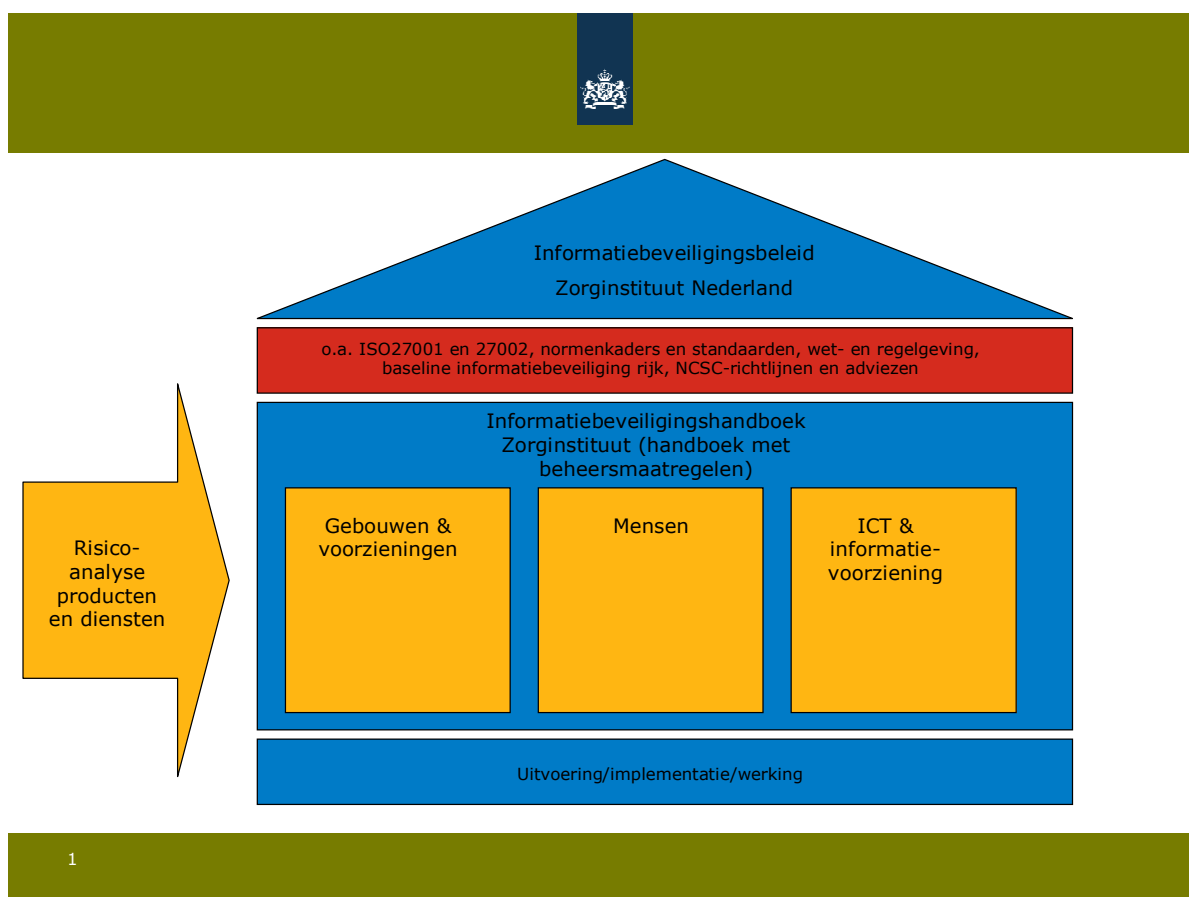 Informatiebeveiligingsbeleid
Zorginstituut Nederland
o.a. ISO27001 en 27002, normenkaders en standaarden, wet- en regelgeving,
baseline informatiebeveiliging rijk, NCSC-richtlijnen en adviezen
Informatiebeveiligingshandboek
Zorginstituut (handboek met
beheersmaatregelen)
Risico-
analyse
producten
en diensten
Gebouwen &
voorzieningen
Mensen
ICT &
informatie-
voorziening
Uitvoering/implementatie/werking
1